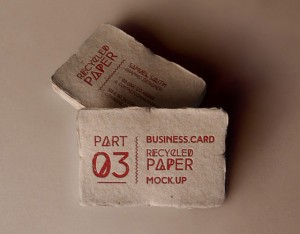 RECYCLED
PAPER
PART
03
BUSINESS.CARD
RECYCLED
PAPER
MOCK.UP